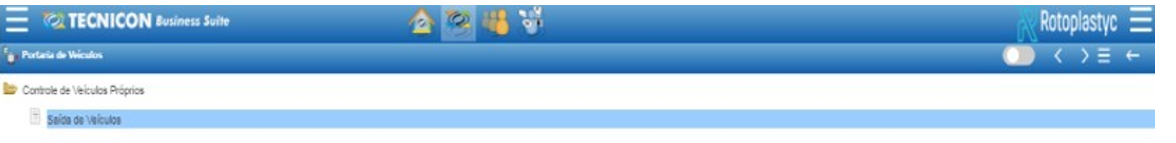 TECNICON Business Suite
Rotoplastyc
Portaria de Veículos
Controle de Veículos Próprios
Saída de Veículos